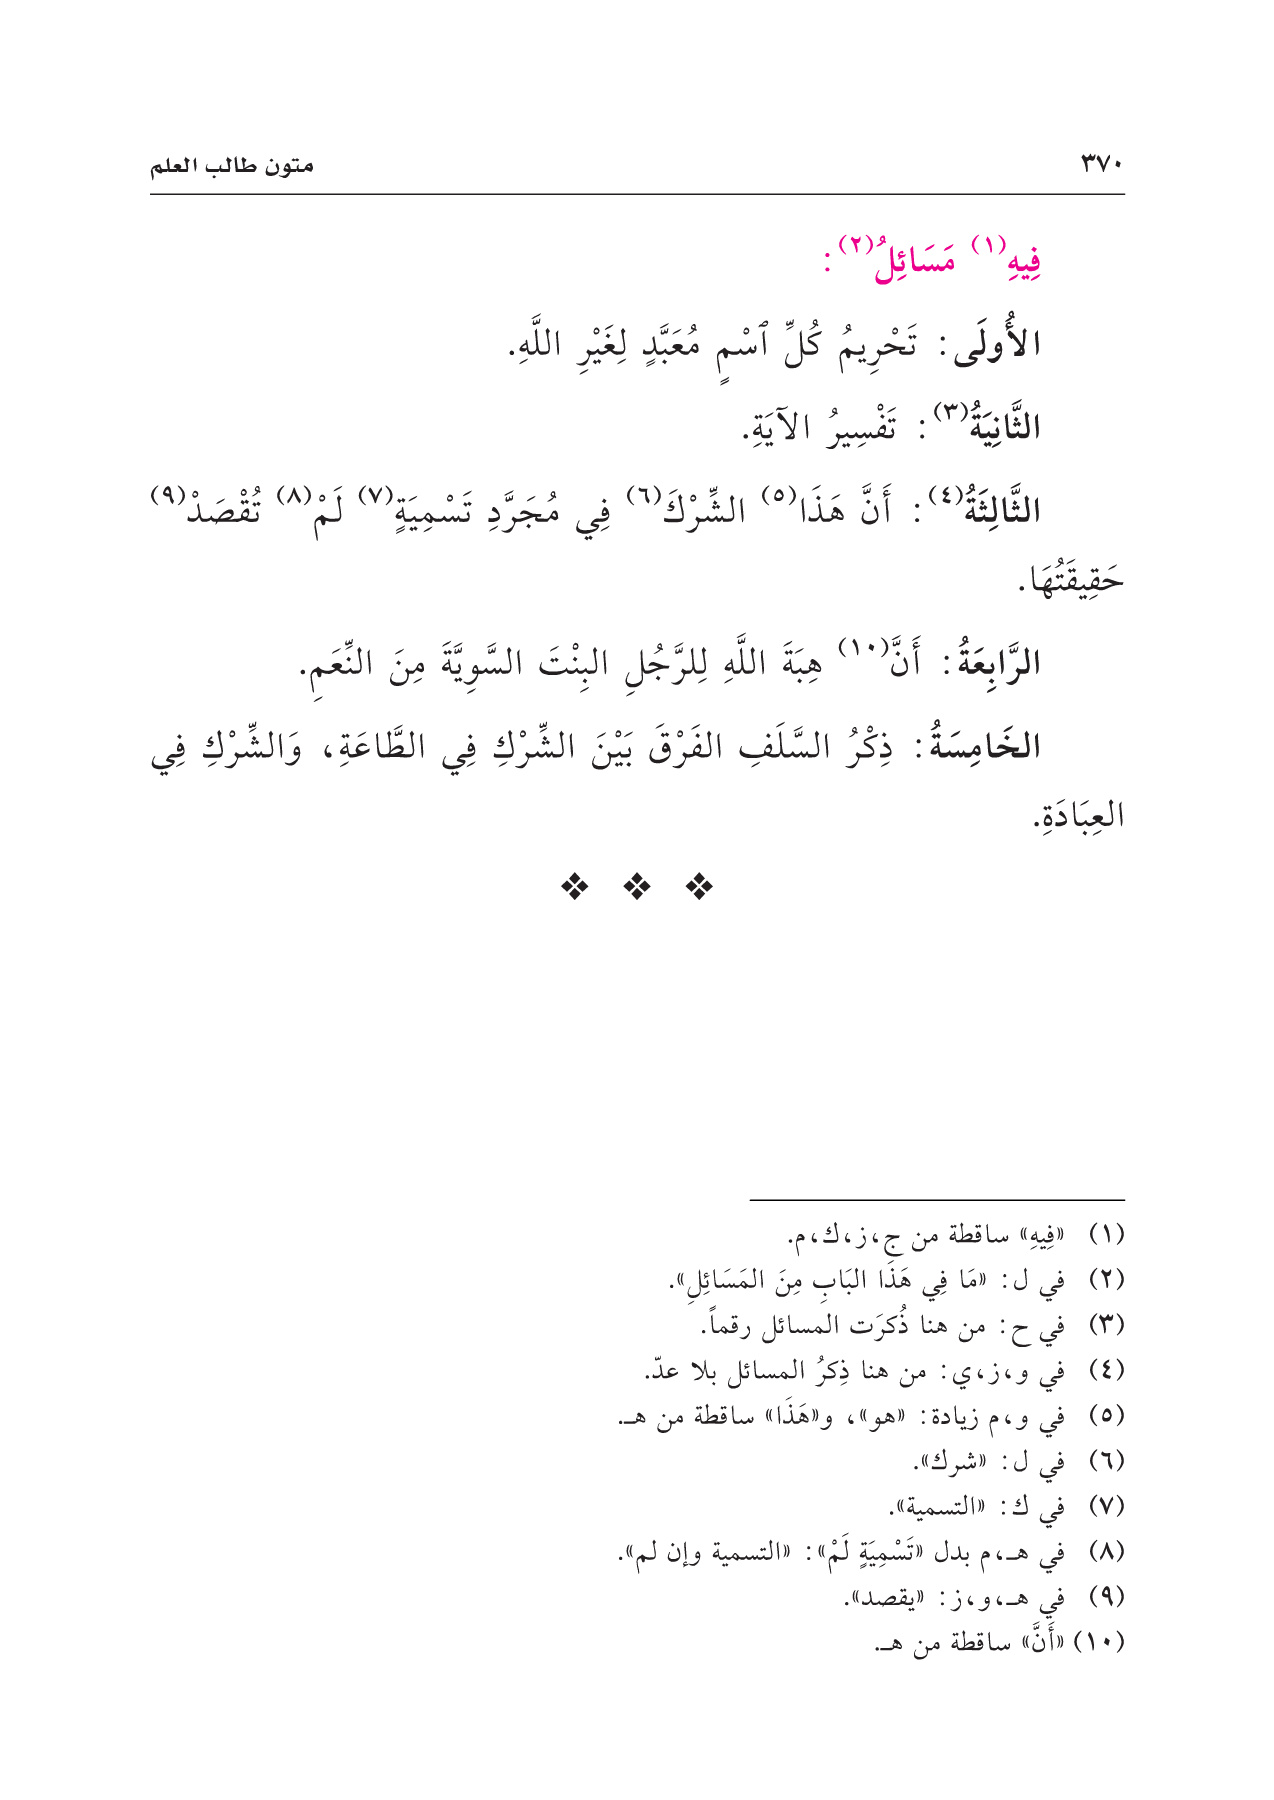 ٣٧٠ متون طالب العلم
فِيهِ(١) مَسَائِلُ(٢):
الأُولَى: تَحْرِيمُ كُلِّ ٱسْمٍ مُعَبَّدٍ لِغَيْرِ اللَّهِ.
الثَّانِيَةُ(٣): تَفْسِيرُ الآيَةِ.
الثَّالِثَةُ(٤): أَنَّ هَذَا(٥) الشِّرْكَ(٦) فِي مُجَرَّدِ تَسْمِيَةٍ(٧) لَمْ(٨) تُقْصَدْ(٩)
حَقِيقَتُهَا.
الرَّابِعَةُ: أَنَّ(١٠) هِبَةَ اللَّهِ لِلرَّجُلِ البِنْتَ السَّوِيَّةَ مِنَ النِّعَمِ.
الخَامِسَةُ: ذِكْرُ السَّلَفِ الفَرْقَ بَيْنَ الشِّرْكِ فِي الطَّاعَةِ، وَالشِّرْكِ فِي
العِبَادَةِ.
❖ ❖ ❖
(١) «فِيهِ» ساقطة من ج، ز، ك، م.
(٢) في ل: «مَا فِي هَذَا البَابِ مِنَ المَسَائِلِ».
(٣) في ح: من هنا ذُكرَت المسائل رقماً.
(٤) في و، ز، ي: من هنا ذِكرُ المسائل بلا عدّ.
(٥) في و، م زيادة: «هو»، و«هَذَا» ساقطة من هـ.
(٦) في ل: «شرك».
(٧) في ك: «التسمية».
(٨) في هـ، م بدل «تَسْمِيَةٍ لَمْ»: «التسمية وإن لم».
(٩) في هـ، و، ز: «يقصد».
(١٠) «أَنَّ» ساقطة من هـ.